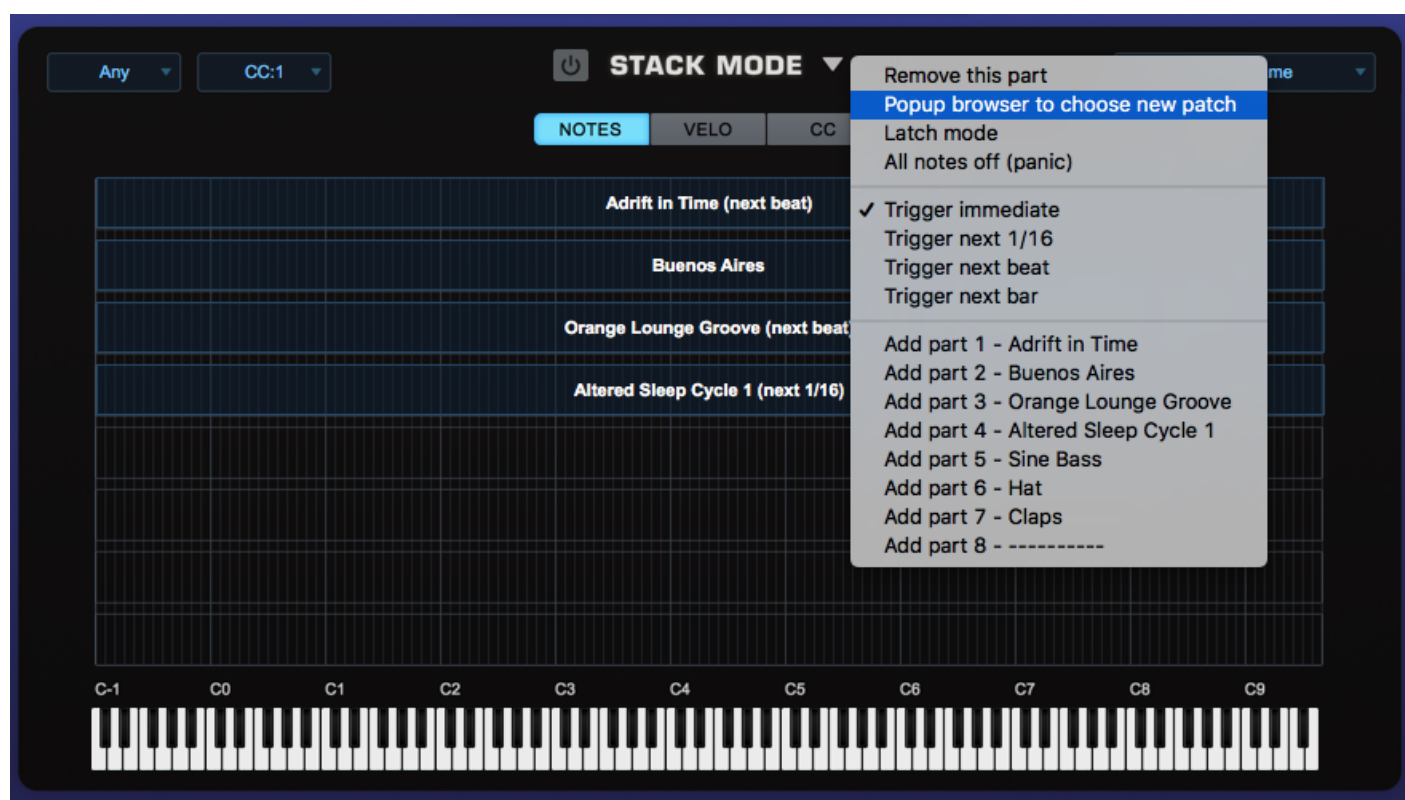 Any
CC:1
STACK MODE
me
NOTES
VELO
CC
Remove this part
Popup browser to choose new patch
Latch mode
All notes off (panic)
✓ Trigger immediate
Trigger next 1/16
Trigger next beat
Trigger next bar
Add part 1 - Adrift in Time
Add part 2 - Buenos Aires
Add part 3 - Orange Lounge Groove
Add part 4 - Altered Sleep Cycle 1
Add part 5 - Sine Bass
Add part 6 - Hat
Add part 7 - Claps
Add part 8 - ----------
Adrift in Time (next beat)
Buenos Aires
Orange Lounge Groove (next beat)
Altered Sleep Cycle 1 (next 1/16)
C-1 C0 C1 C2 C3 C4 C5 C6 C7 C8 C9